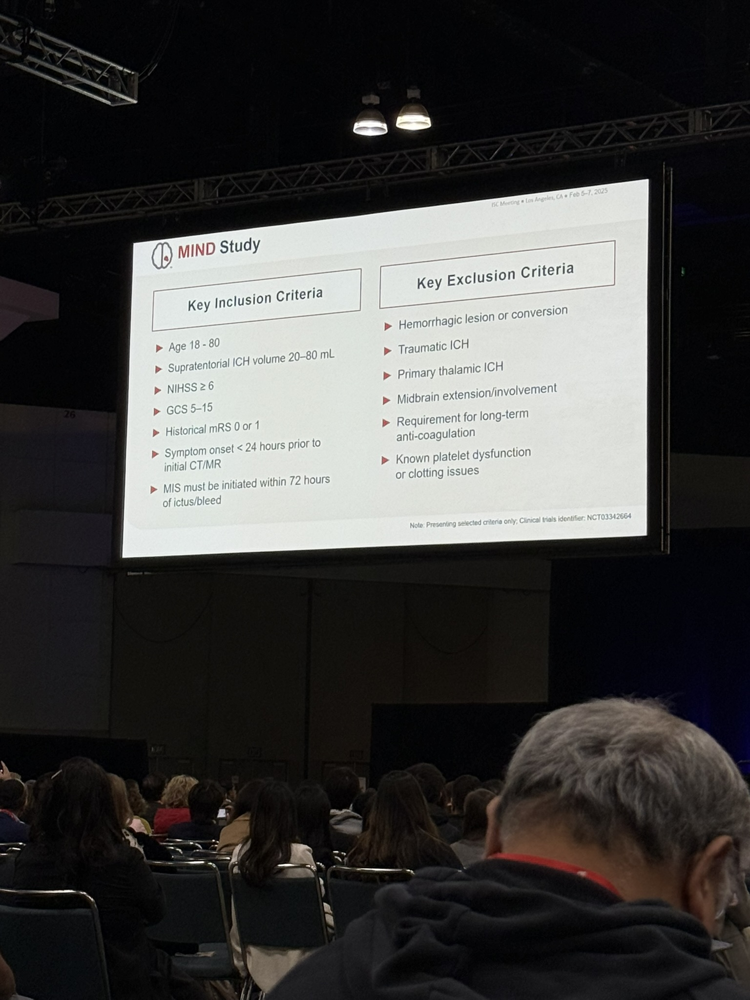 ISC Meeting ▪ Los Angeles, CA • Feb 5–7, 2025
MIND Study
Key Inclusion Criteria
Age 18 - 80
Supratentorial ICH volume 20–80 mL
NIHSS ≥ 6
GCS 5–15
Historical mRS 0 or 1
Symptom onset < 24 hours prior to
initial CT/MR
MIS must be initiated within 72 hours
of ictus/bleed
Key Exclusion Criteria
Hemorrhagic lesion or conversion
Traumatic ICH
Primary thalamic ICH
Midbrain extension/involvement
Requirement for long-term
anti-coagulation
Known platelet dysfunction
or clotting issues
Note: Presenting selected criteria only; Clinical trials identifier: NCT03342664
26